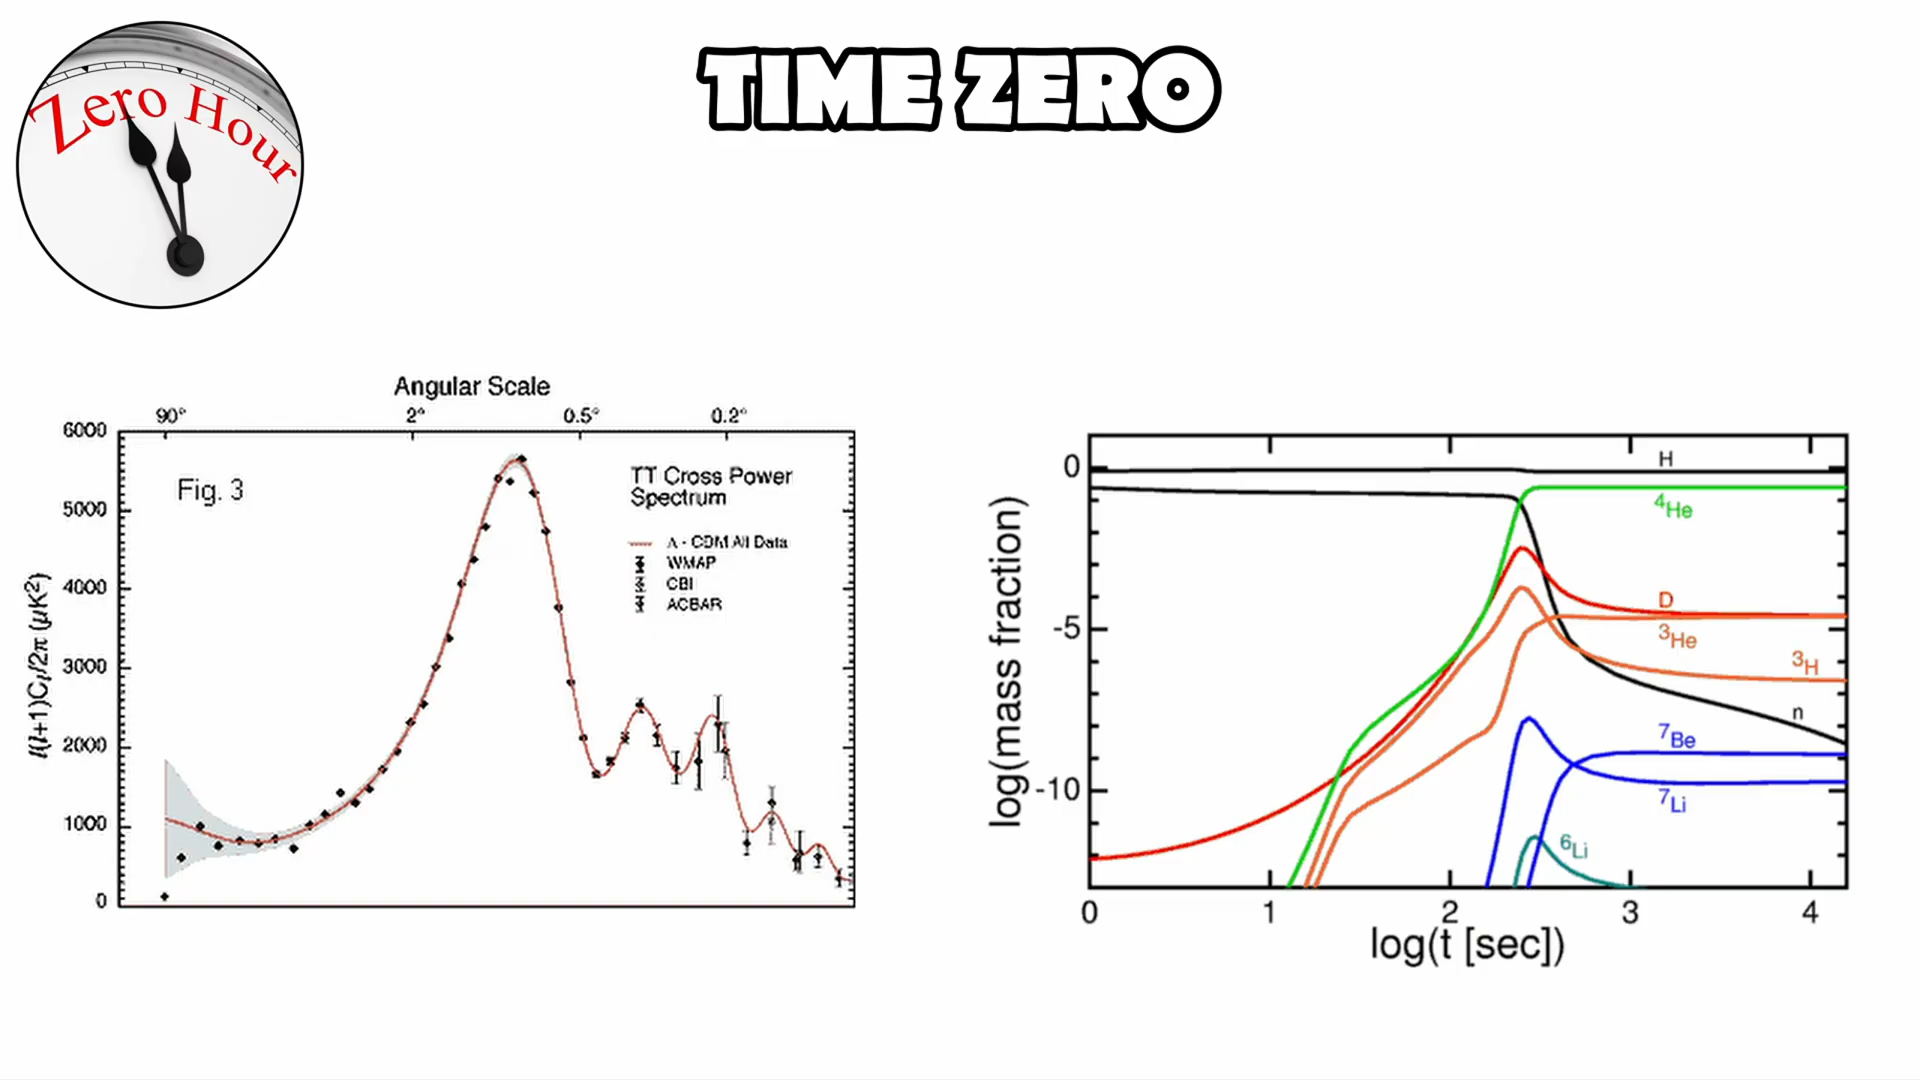 Zero Hour
TIME ZERO
Angular Scale
90° 2° 0.5° 0.2°
6000
5000
4000
3000
2000
1000
0
l(l+1)Cl/2π (μK²)
Fig. 3
TT Cross Power
Spectrum
Λ - CDM All Data
WMAP
CBI
ACBAR
log(mass fraction)
0
-5
-10
H
⁴He
D
³He
³H
n
⁷Be
⁷Li
⁶Li
0 1 2 3 4
log(t [sec])